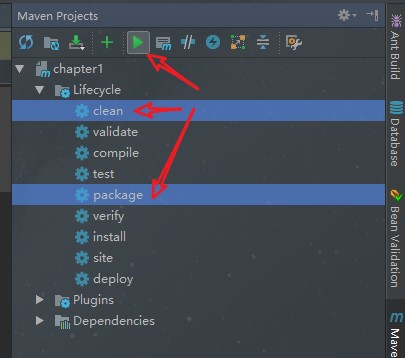 Maven Projects
chapter1
Lifecycle
clean
validate
compile
test
package
verify
install
site
deploy
Plugins
Dependencies
Ant Build
Database
Bean Validation
Mave